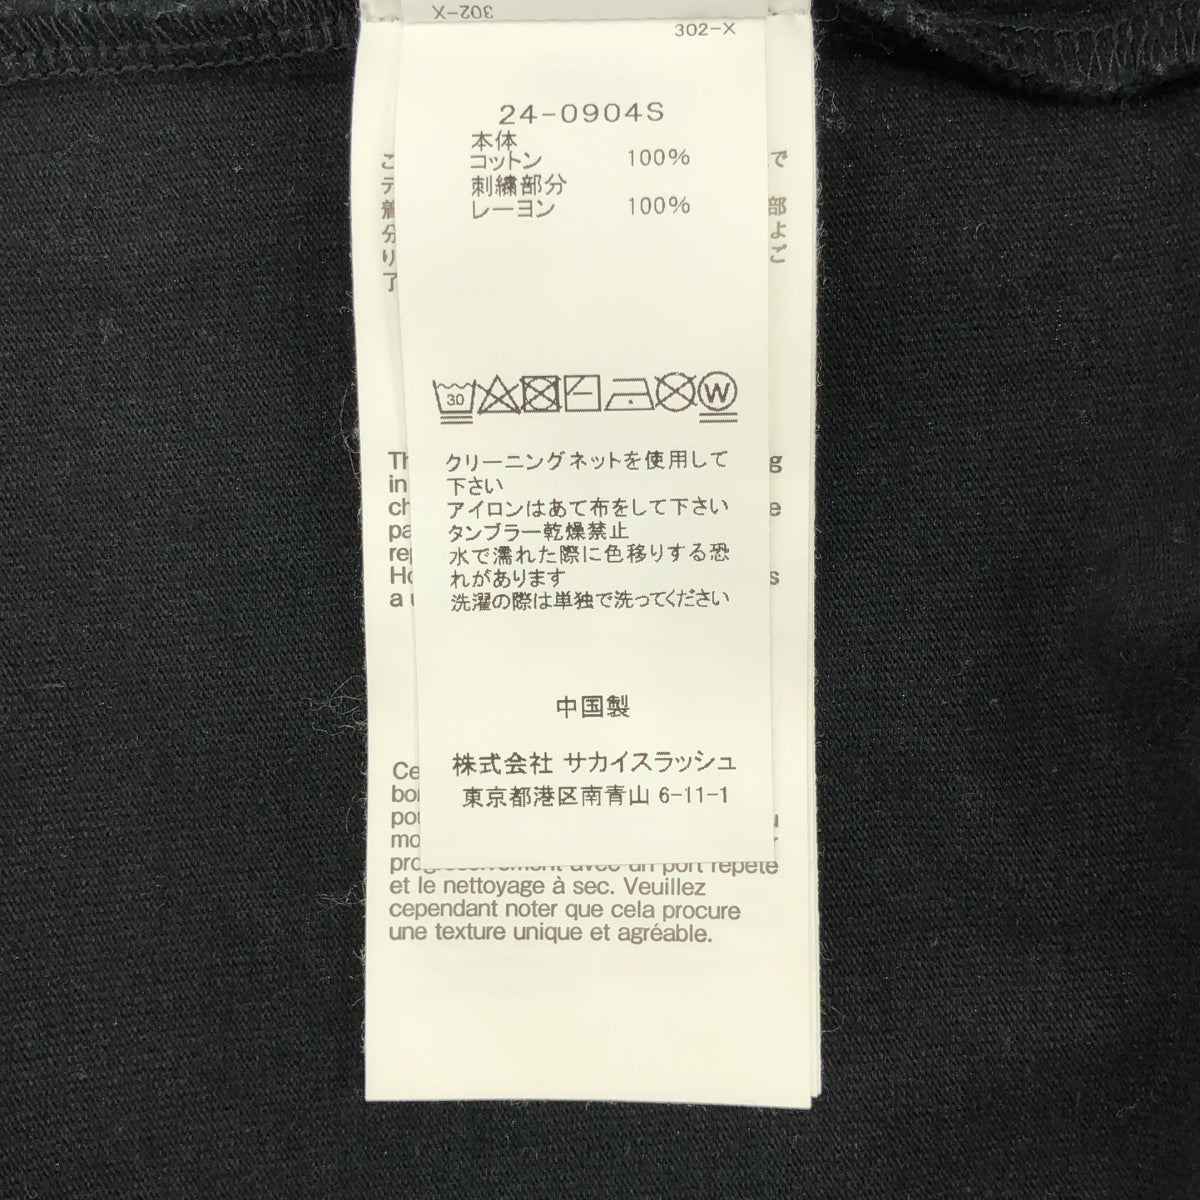 302-X
302-X
24-0904S
本体
コットン 100%
刺繍部分
レーヨン 100%
30
W
クリーニングネットを使用して
下さい
アイロンはあて布をして下さい
タンブラー乾燥禁止
水で濡れた際に色移りする恐
れがあります
洗濯の際は単独で洗ってください
中国製
株式会社 サカイスラッシュ
東京都港区南青山 6-11-1
progressivement avec un port répété
et le nettoyage à sec. Veuillez
cependant noter que cela procure
une texture unique et agréable.